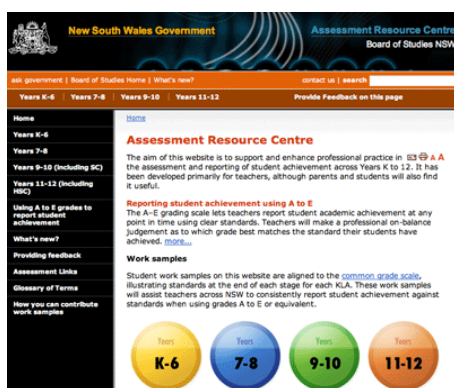 New South Wales Government
Assessment Resource Centre
Board of Studies NSW
ask government | Board of Studies Home | What's new?
contact us | search
Years K-6 | Years 7-8 | Years 9-10 | Years 11-12
Provide Feedback on this page
Home
Years K-6
Years 7-8
Years 9-10 (including SC)
Years 11-12 (including
HSC)
Using A to E grades to
report student
achievement
What's new?
Providing feedback
Assessment Links
Glossary of Terms
How you can contribute
work samples
Home
Assessment Resource Centre
The aim of this website is to support and enhance professional practice in A A
the assessment and reporting of student achievement across Years K to 12. It has
been developed primarily for teachers, although parents and students will also find
it useful.
Reporting student achievement using A to E
The A–E grading scale lets teachers report student academic achievement at any
point in time using clear standards. Teachers will make a professional on-balance
judgement as to which grade best matches the standard their students have
achieved. more...
Work samples
Student work samples on this website are aligned to the common grade scale,
illustrating standards at the end of each stage for each KLA. These work samples
will assist teachers across NSW to consistently report student achievement against
standards when using grades A to E or equivalent.
Years
K-6
Years
7-8
Years
9-10
Years
11-12